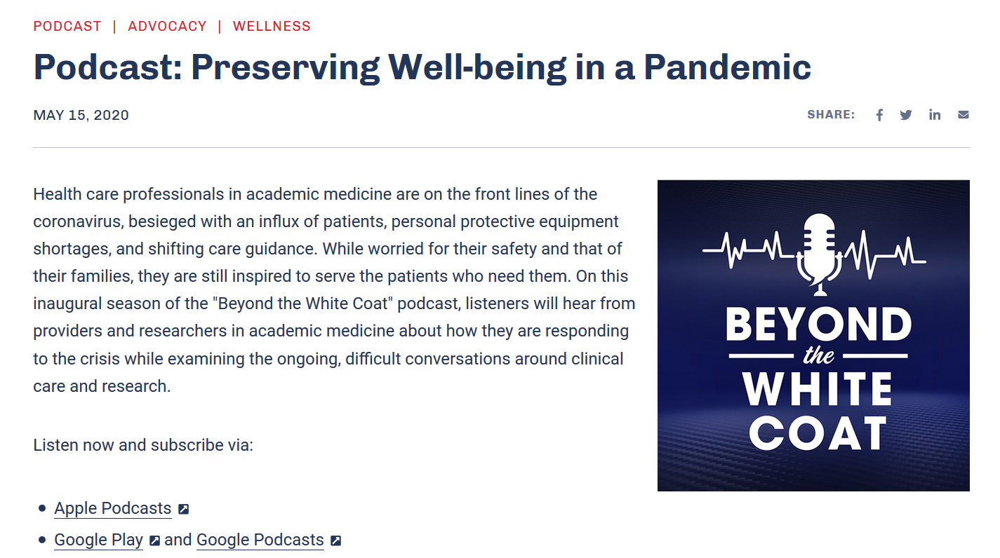 PODCAST | ADVOCACY | WELLNESS
Podcast: Preserving Well-being in a Pandemic
MAY 15, 2020
SHARE:
Health care professionals in academic medicine are on the front lines of the
coronavirus, besieged with an influx of patients, personal protective equipment
shortages, and shifting care guidance. While worried for their safety and that of
their families, they are still inspired to serve the patients who need them. On this
inaugural season of the "Beyond the White Coat" podcast, listeners will hear from
providers and researchers in academic medicine about how they are responding
to the crisis while examining the ongoing, difficult conversations around clinical
care and research.
Listen now and subscribe via:
Apple Podcasts
Google Play and Google Podcasts
BEYOND
the
WHITE
COAT